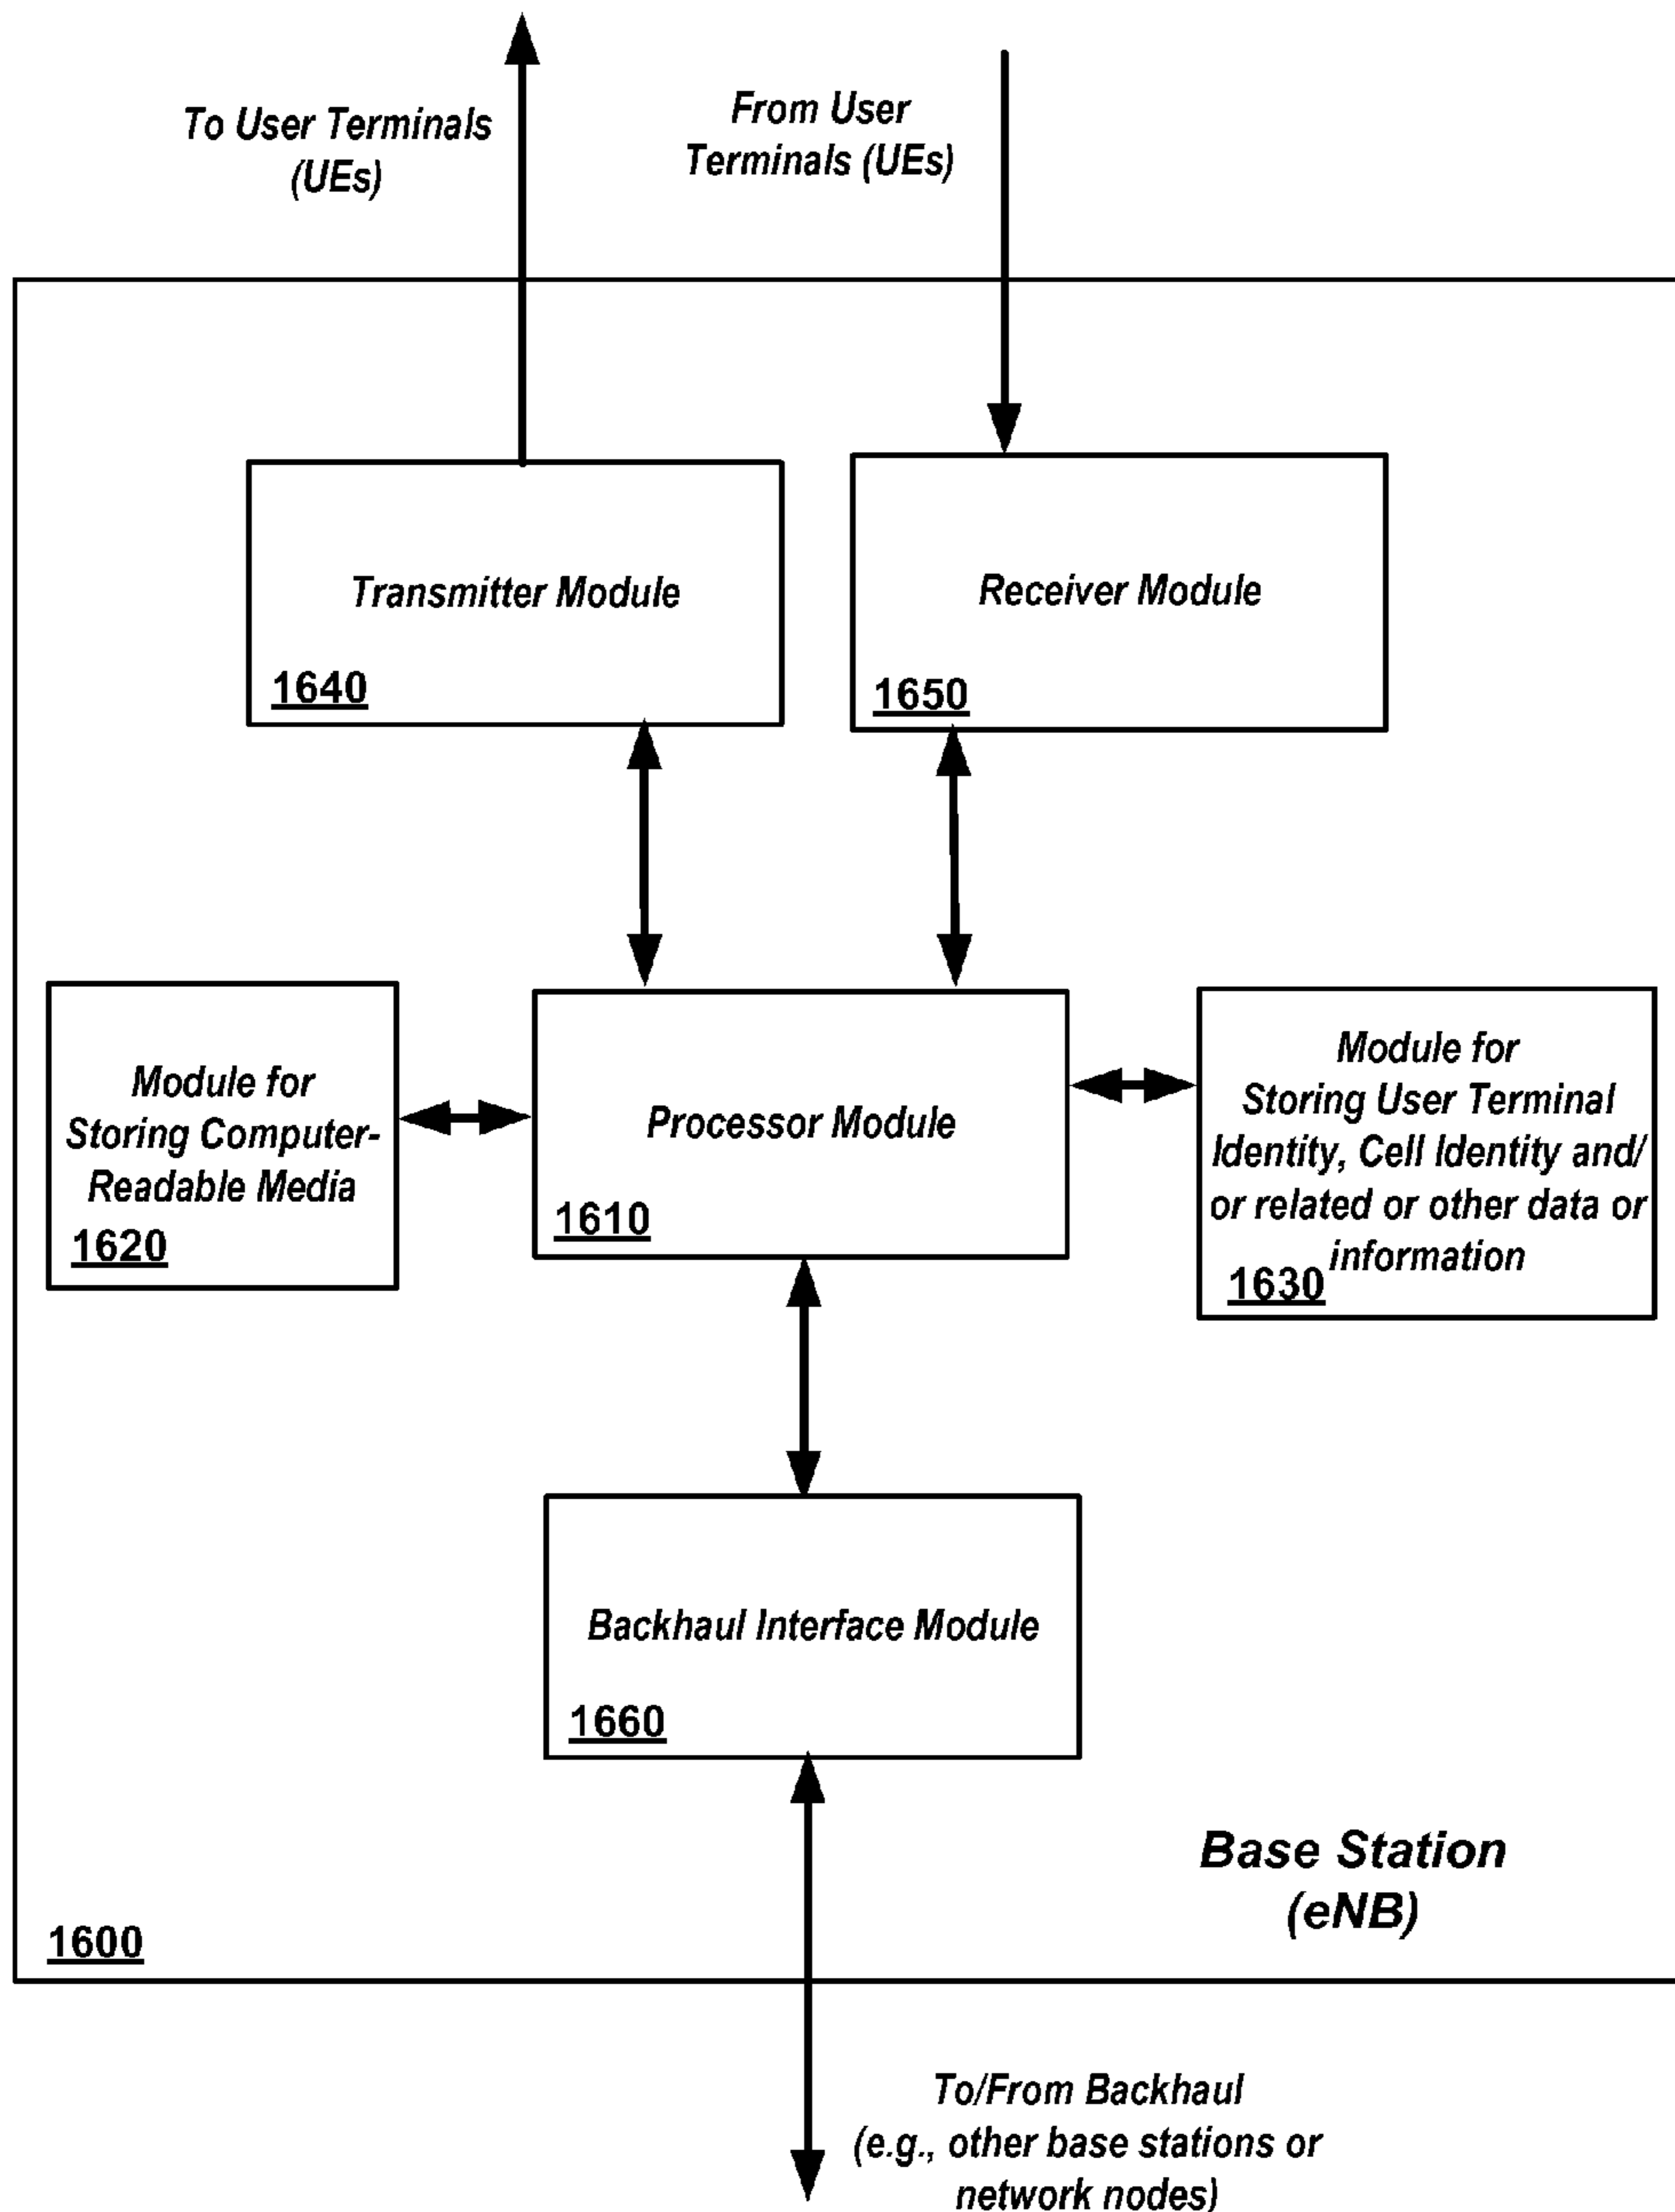 To User Terminals
(UEs)
From User
Terminals (UEs)
Transmitter Module
1640
Receiver Module
1650
Module for
Storing Computer-
Readable Media
1620
Processor Module
1610
Module for
Storing User Terminal
Identity, Cell Identity and/
or related or other data or
information
1630
Backhaul Interface Module
1660
Base Station
(eNB)
1600
To/From Backhaul
(e.g., other base stations or
network nodes)